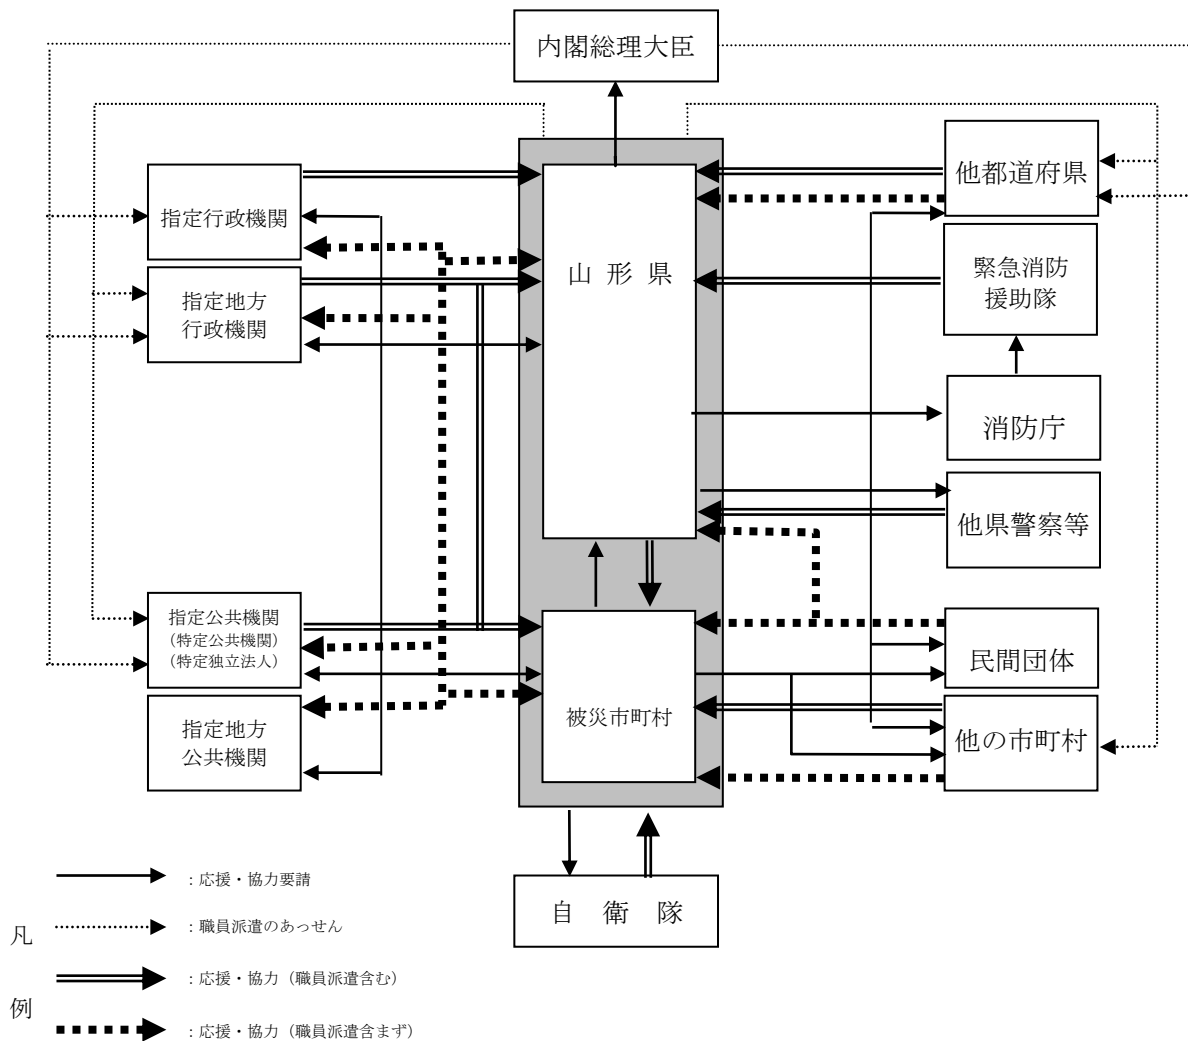 内閣総理大臣
他都道府県
指定行政機関
山形県
緊急消防
援助隊
指定地方
行政機関
消防庁
他県警察等
指定公共機関
（特定公共機関）
（特定独立法人）
民間団体
被災市町村
指定地方
公共機関
他の市町村
自衛隊
凡例
：応援・協力要請
：職員派遣のあっせん
：応援・協力（職員派遣含む）
：応援・協力（職員派遣含まず）